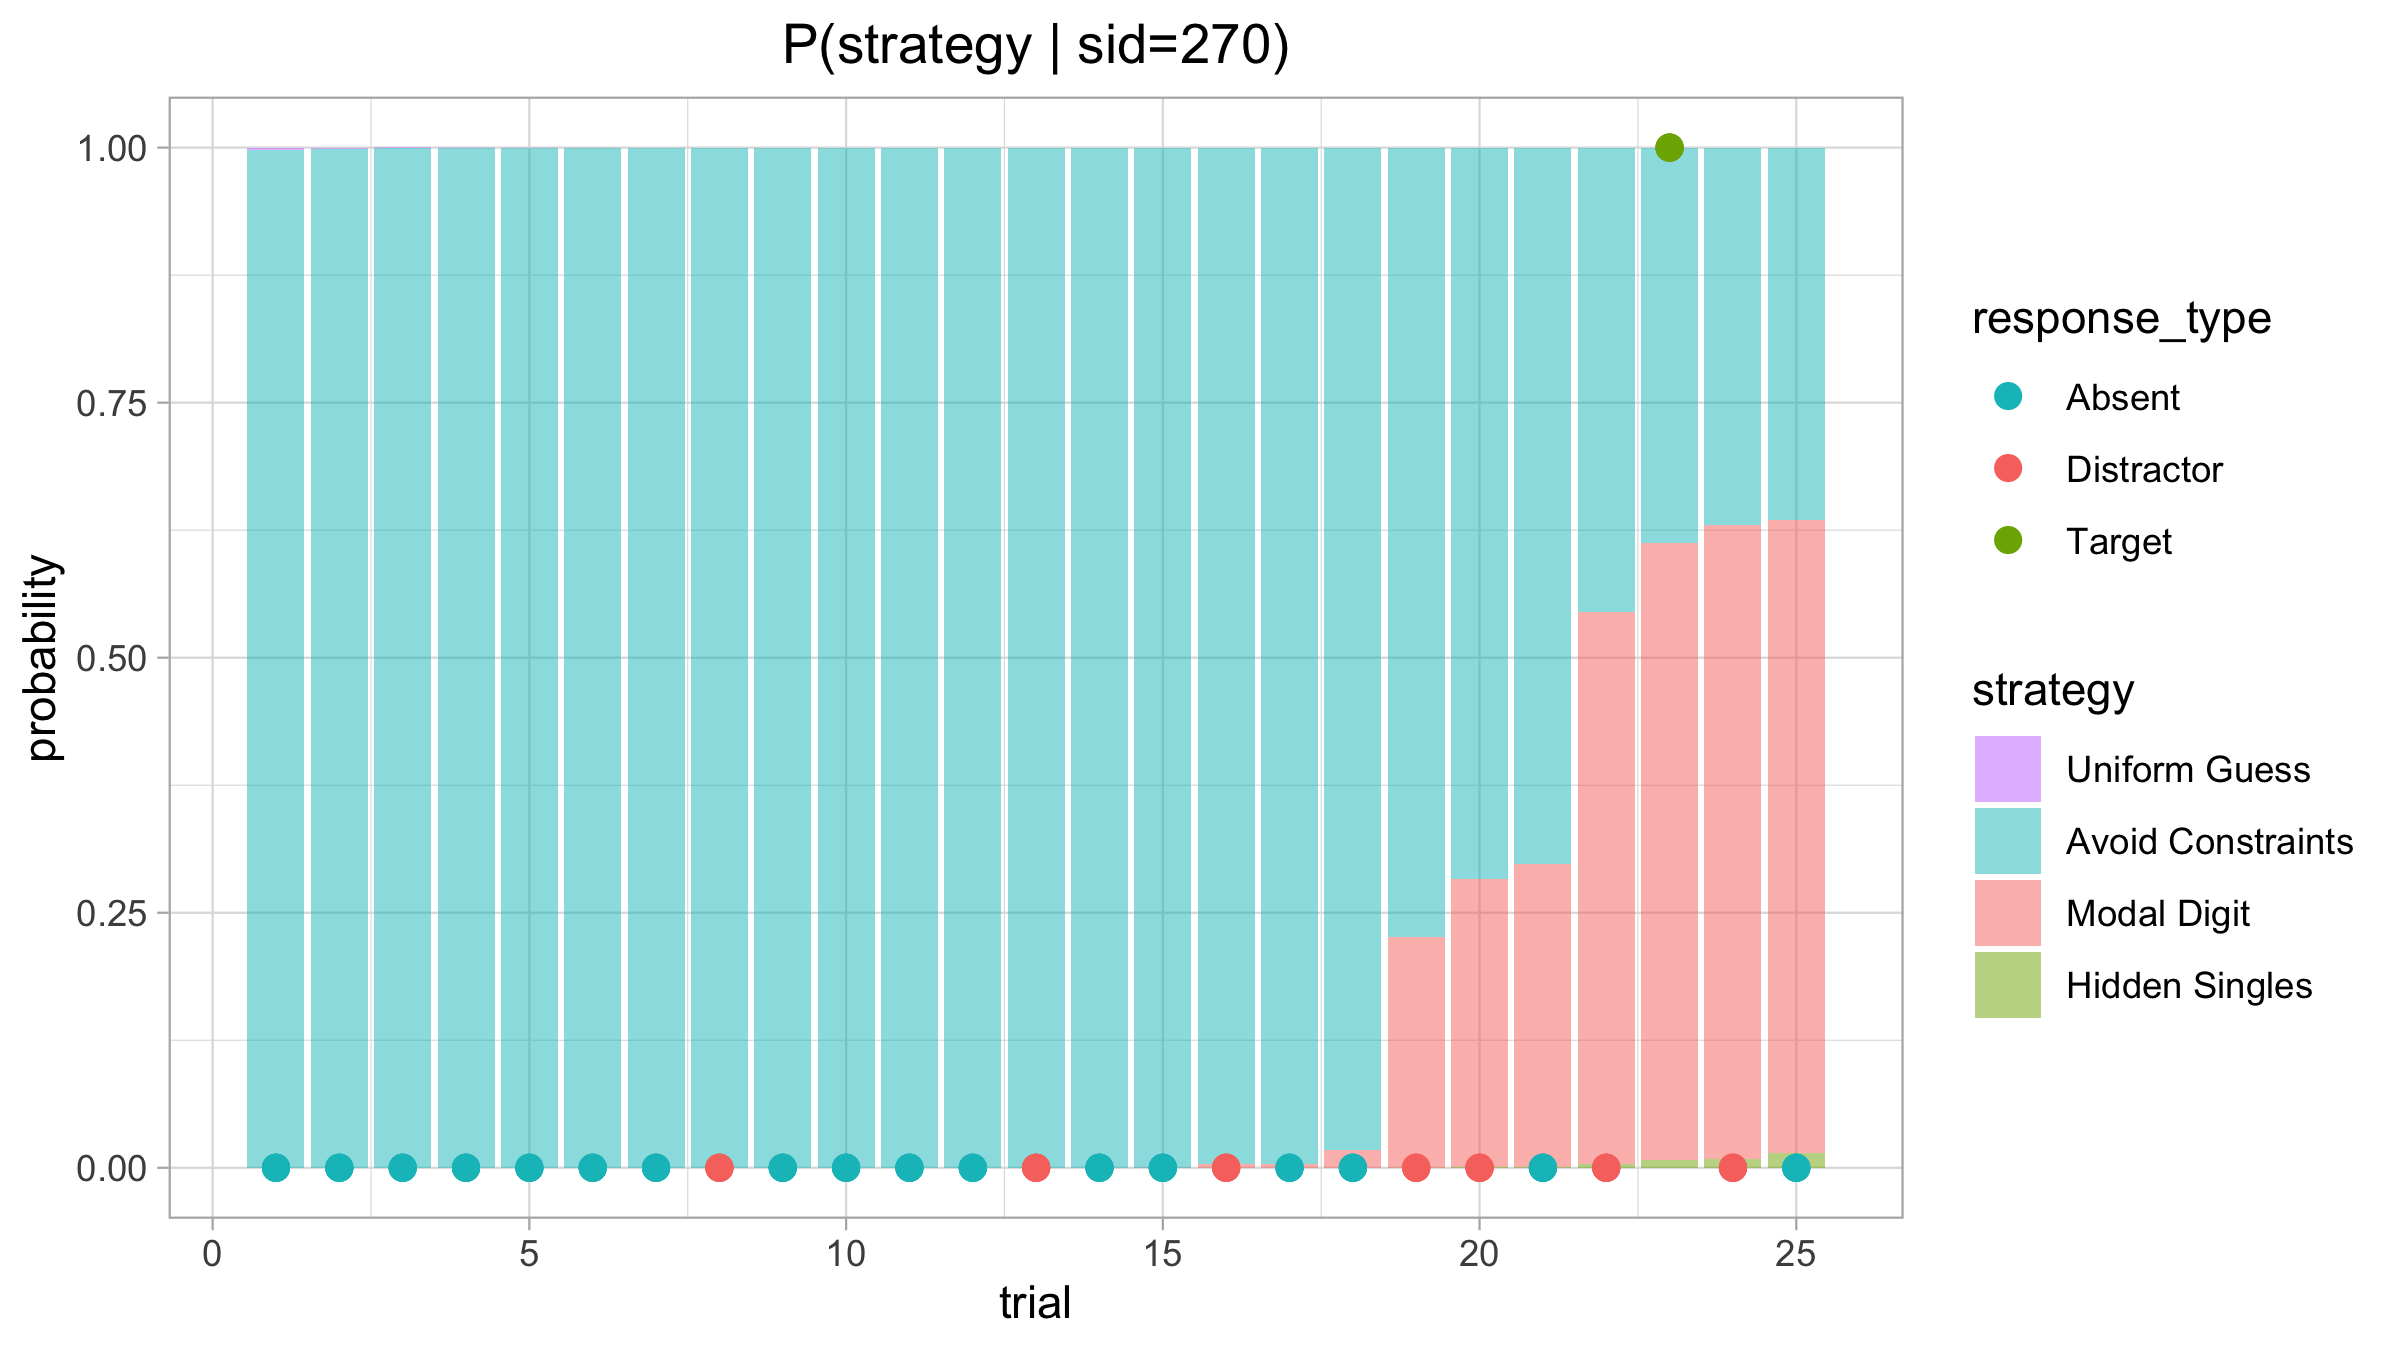 P(strategy | sid=270)
probability
1.00
0.75
0.50
0.25
0.00
0 5 10 15 20 25
trial
response_type
Absent
Distractor
Target
strategy
Uniform Guess
Avoid Constraints
Modal Digit
Hidden Singles